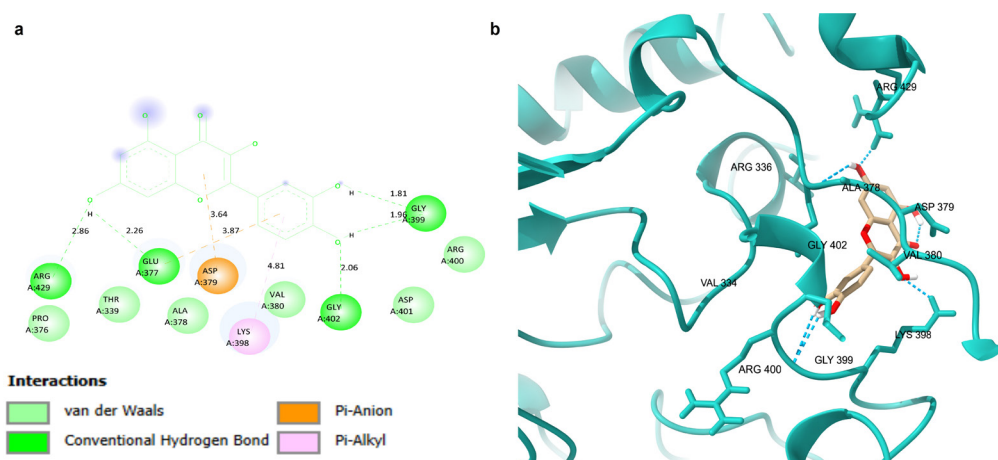 a
O
O
O
H
O
O
H
1.81
3.64
1.96
GLY
A:399
O
H
3.87
2.86
2.26
ARG
A:400
GLU
A:377
ASP
A:379
4.81
2.06
ARG
A:429
THR
A:339
VAL
A:380
GLY
A:402
ASP
A:401
PRO
A:376
ALA
A:378
LYS
A:398
Interactions
van der Waals
Conventional Hydrogen Bond
Pi-Anion
Pi-Alkyl
b
ARG 429
ARG 336
ALA 378
ASP 379
GLY 402
VAL 380
VAL 334
LYS 398
GLY 399
ARG 400